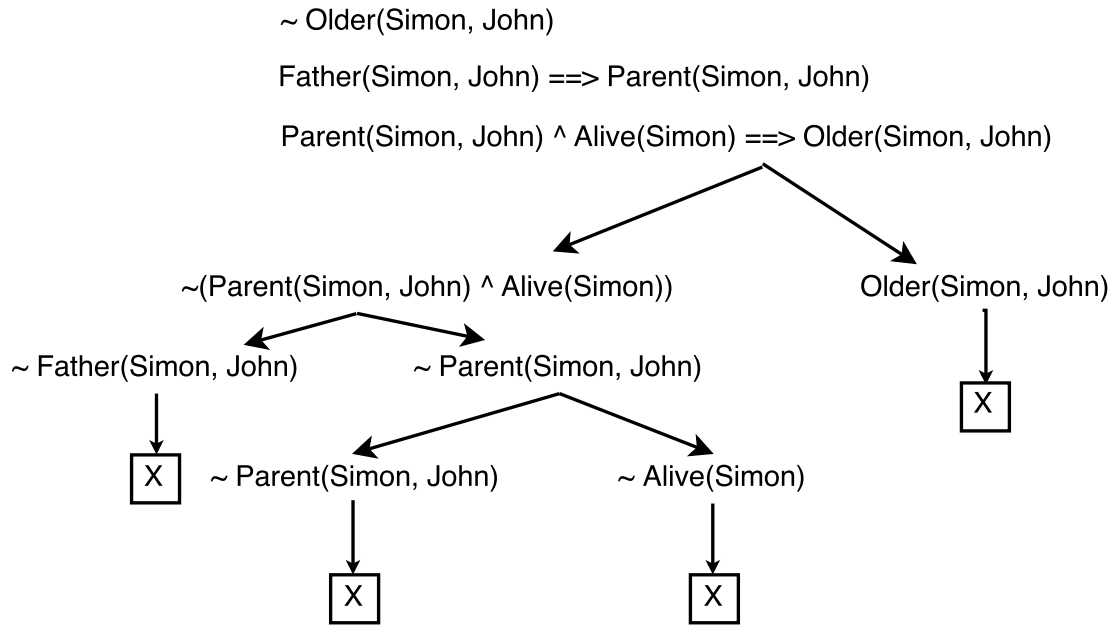 ~ Older(Simon, John)
Father(Simon, John) ==> Parent(Simon, John)
Parent(Simon, John) ^ Alive(Simon) ==> Older(Simon, John)
~(Parent(Simon, John) ^ Alive(Simon))
Older(Simon, John)
~ Father(Simon, John)
~ Parent(Simon, John)
X
X
~ Parent(Simon, John)
~ Alive(Simon)
X
X